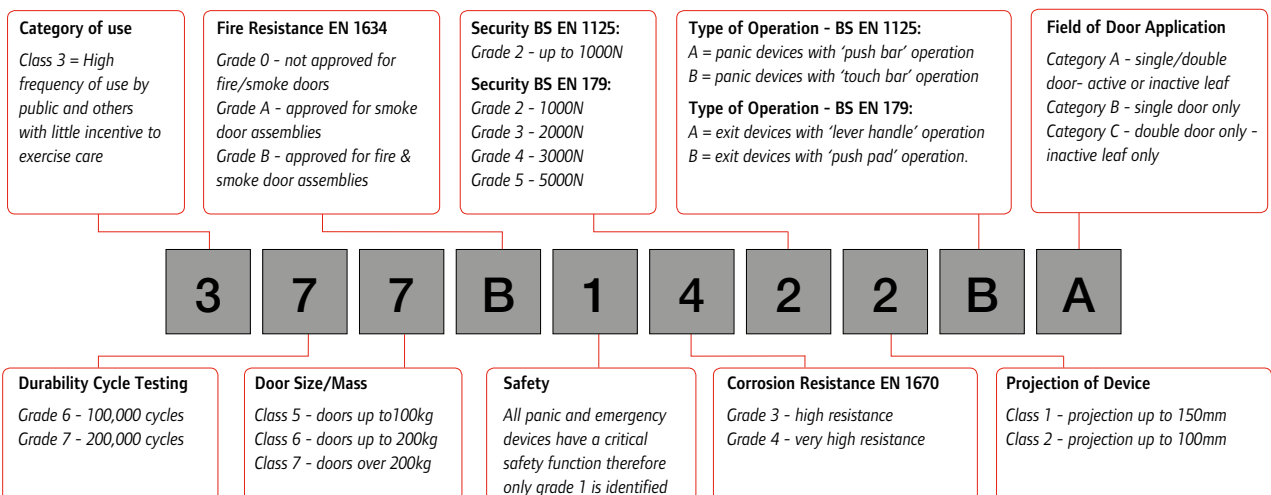 Category of use
Class 3 = High
frequency of use by
public and others
with little incentive to
exercise care
Fire Resistance EN 1634
Grade 0 - not approved for
fire/smoke doors
Grade A - approved for smoke
door assemblies
Grade B - approved for fire &
smoke door assemblies
Security BS EN 1125:
Grade 2 - up to 1000N
Security BS EN 179:
Grade 2 - 1000N
Grade 3 - 2000N
Grade 4 - 3000N
Grade 5 - 5000N
Type of Operation - BS EN 1125:
A = panic devices with ‘push bar’ operation
B = panic devices with ‘touch bar’ operation
Type of Operation - BS EN 179:
A = exit devices with ‘lever handle’ operation
B = exit devices with ‘push pad’ operation.
Field of Door Application
Category A - single/double
door- active or inactive leaf
Category B - single door only
Category C - double door only -
inactive leaf only
3 7 7 B 1 4 2 2 B A
Durability Cycle Testing
Grade 6 - 100,000 cycles
Grade 7 - 200,000 cycles
Door Size/Mass
Class 5 - doors up to100kg
Class 6 - doors up to 200kg
Class 7 - doors over 200kg
Safety
All panic and emergency
devices have a critical
safety function therefore
only grade 1 is identified
Corrosion Resistance EN 1670
Grade 3 - high resistance
Grade 4 - very high resistance
Projection of Device
Class 1 - projection up to 150mm
Class 2 - projection up to 100mm